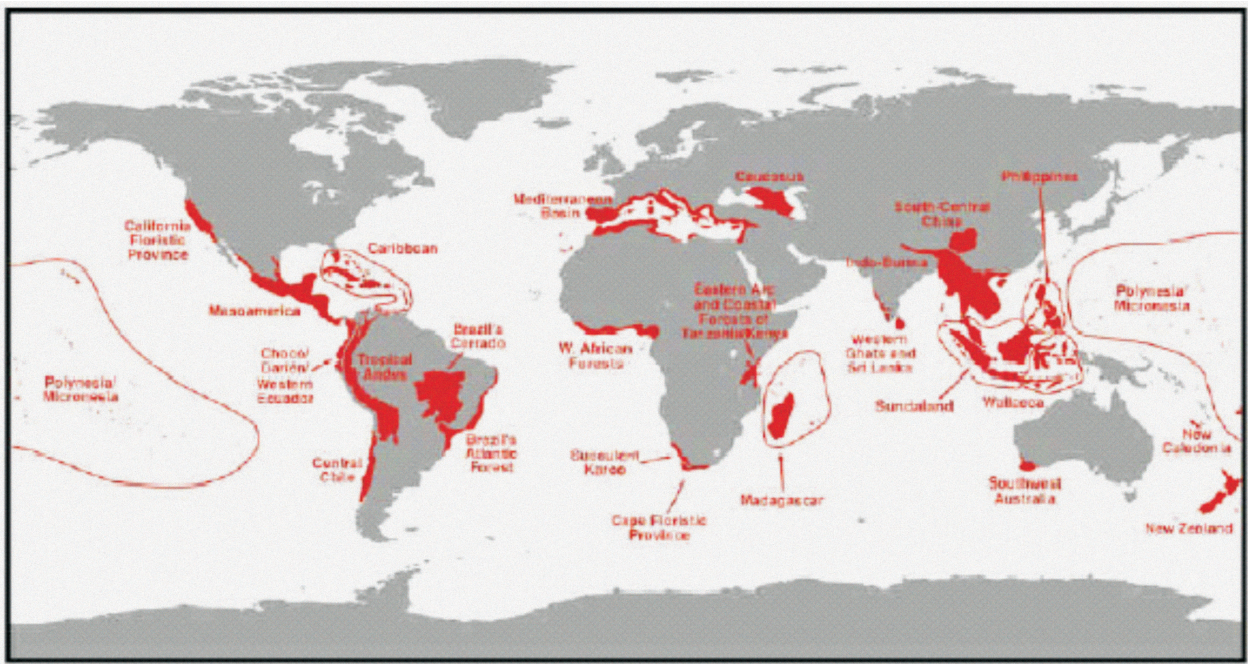 California
Floristic
Province
Mesoamerica
Caribbean
Polynesia/
Micronesia
Chocó/
Darién/
Western
Ecuador
Tropical
Andes
Brazil's
Cerrado
Brazil's
Atlantic
Forest
Central
Chile
Mediterranean
Basin
Caucasus
W. African
Forests
Eastern Arc
and Coastal
Forests of
Tanzania/Kenya
Succulent
Karoo
Cape Floristic
Province
Madagascar
South-Central
China
Indo-Burma
Western
Ghats and
Sri Lanka
Philippines
Sundaland
Wallacea
Polynesia/
Micronesia
Southwest
Australia
New
Caledonia
New Zealand